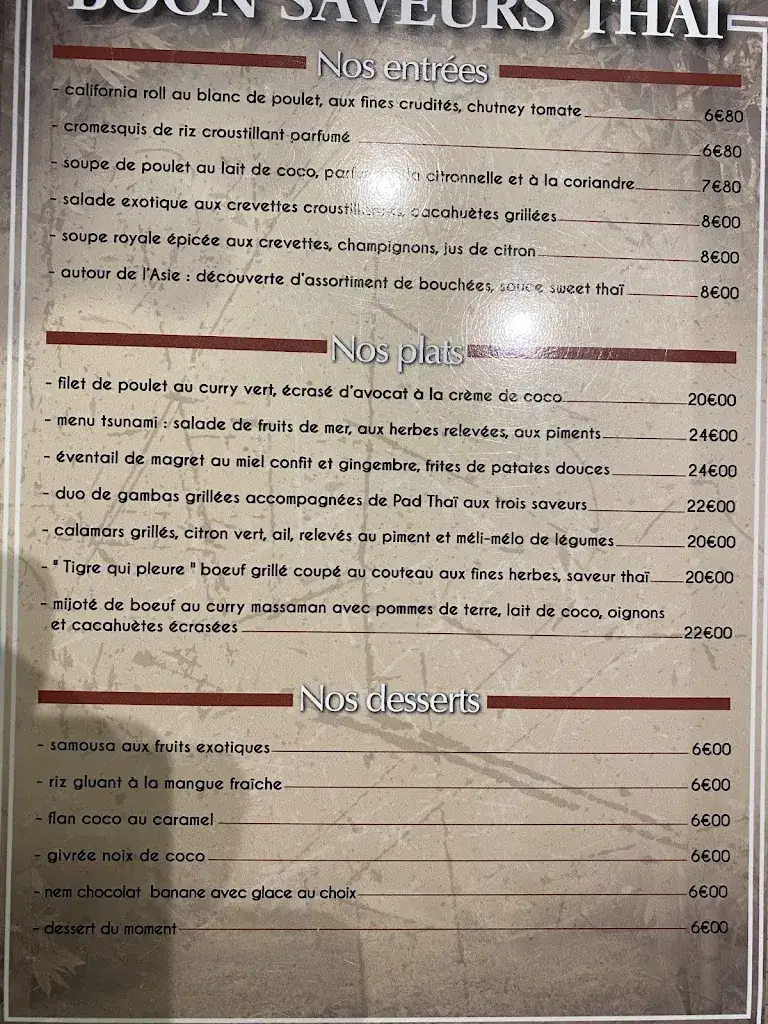 BOON SAVEURS THAI
Nos entrées
- california roll au blanc de poulet, aux fines crudités, chutney tomate 6€80
- cromesquis de riz croustillant parfumé 6€80
- soupe de poulet au lait de coco, citronnelle et à la coriandre 7€80
- salade exotique aux crevettes cacahuètes grillées 8€00
- soupe royale épicée aux crevettes, champignons, jus de citron 8€00
- autour de l'Asie : découverte d'assortiment de bouchées, sauce sweet thaï 8€00
Nos plats
- filet de poulet au curry vert, écrasé d'avocat à la crème de coco 20€00
- menu tsunami : salade de fruits de mer, aux herbes relevées, aux piments 24€00
- éventail de magret au miel confit et gingembre, frites de patates douces 24€00
- duo de gambas grillées accompagnées de Pad Thaï aux trois saveurs 22€00
- calamars grillés, citron vert, ail, relevés au piment et méli-mélo de légumes 20€00
- " Tigre qui pleure " boeuf grillé coupé au couteau aux fines herbes, saveur thaï 20€00
- mijoté de boeuf au curry massaman avec pommes de terre, lait de coco, oignons
et cacahuètes écrasées 22€00
Nos desserts
- samousa aux fruits exotiques 6€00
- riz gluant à la mangue fraîche 6€00
- flan coco au caramel 6€00
- givrée noix de coco 6€00
- nem chocolat banane avec glace au choix 6€00
- dessert du moment 6€00